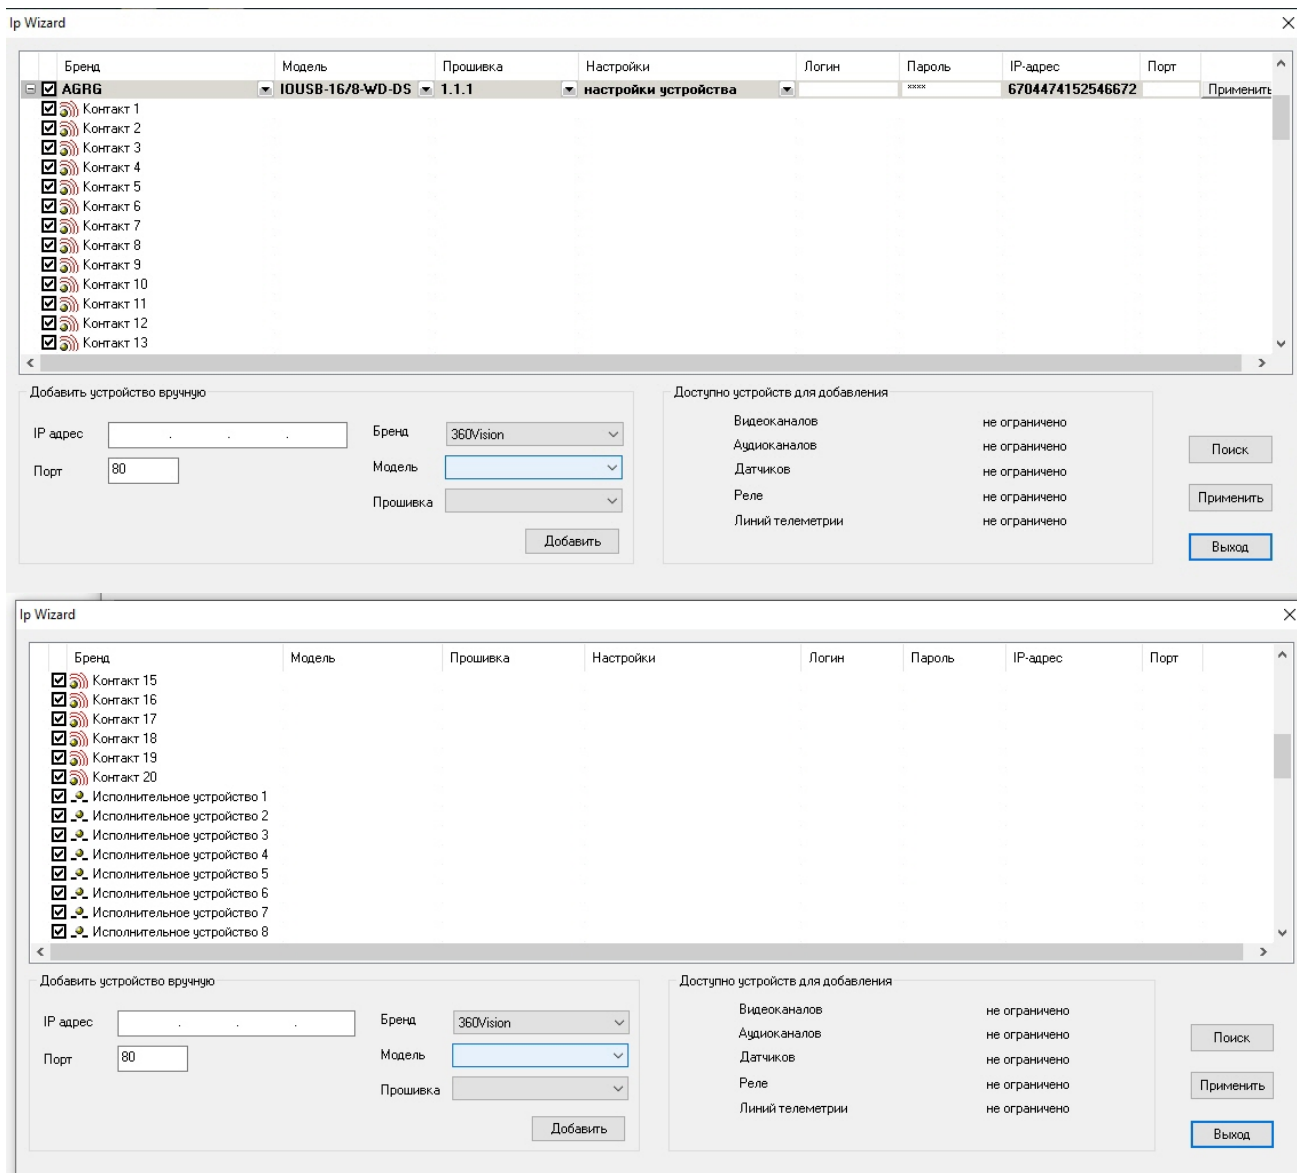 Ip Wizard
Бренд Модель Прошивка Настройки Логин Пароль IP-адрес Порт
AGRG IOUSB-16/8-WD-DS 1.1.1 настройки устройства **** 6704474152546672 Применить
Контакт 1
Контакт 2
Контакт 3
Контакт 4
Контакт 5
Контакт 6
Контакт 7
Контакт 8
Контакт 9
Контакт 10
Контакт 11
Контакт 12
Контакт 13
Добавить устройство вручную
IP адрес . . .
Порт 80
Бренд 360Vision
Модель
Прошивка
Добавить
Доступно устройств для добавления
Видеоканалов не ограничено
Аудиоканалов не ограничено
Датчиков не ограничено
Реле не ограничено
Линий телеметрии не ограничено
Поиск
Применить
Выход
Ip Wizard
Бренд Модель Прошивка Настройки Логин Пароль IP-адрес Порт
Контакт 15
Контакт 16
Контакт 17
Контакт 18
Контакт 19
Контакт 20
Исполнительное устройство 1
Исполнительное устройство 2
Исполнительное устройство 3
Исполнительное устройство 4
Исполнительное устройство 5
Исполнительное устройство 6
Исполнительное устройство 7
Исполнительное устройство 8
Добавить устройство вручную
IP адрес . . .
Порт 80
Бренд 360Vision
Модель
Прошивка
Добавить
Доступно устройств для добавления
Видеоканалов не ограничено
Аудиоканалов не ограничено
Датчиков не ограничено
Реле не ограничено
Линий телеметрии не ограничено
Поиск
Применить
Выход